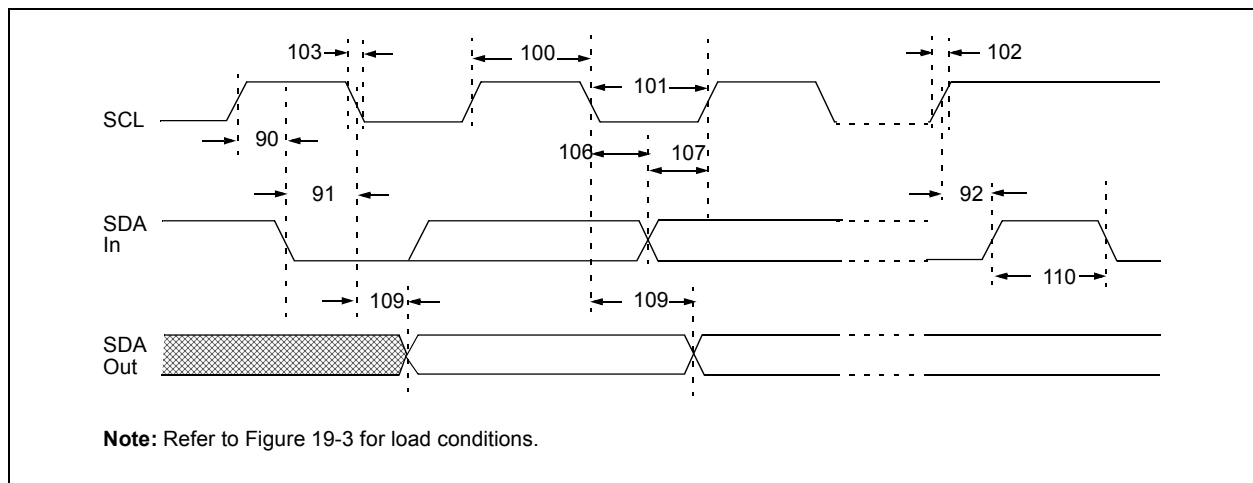 103
100
102
101
SCL
90
106
107
91
92
SDA
In
109
109
110
SDA
Out
Note: Refer to Figure 19-3 for load conditions.